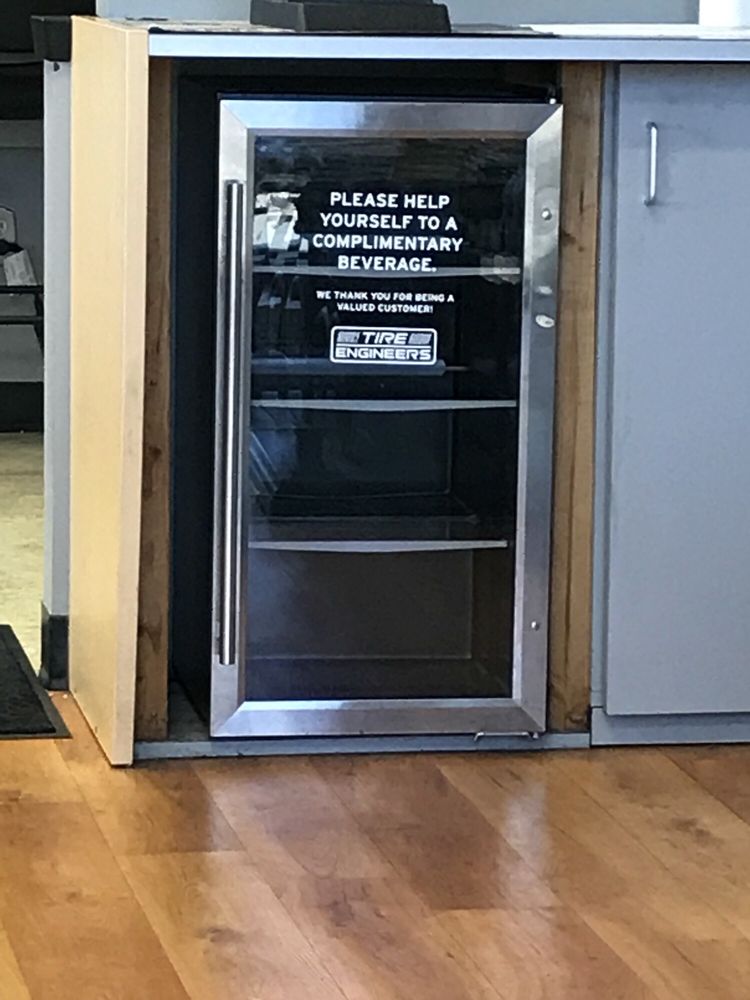 PLEASE HELP
YOURSELF TO A
COMPLIMENTARY
BEVERAGE.
WE THANK YOU FOR BEING A
VALUED CUSTOMER!
TIRE
ENGINEERS